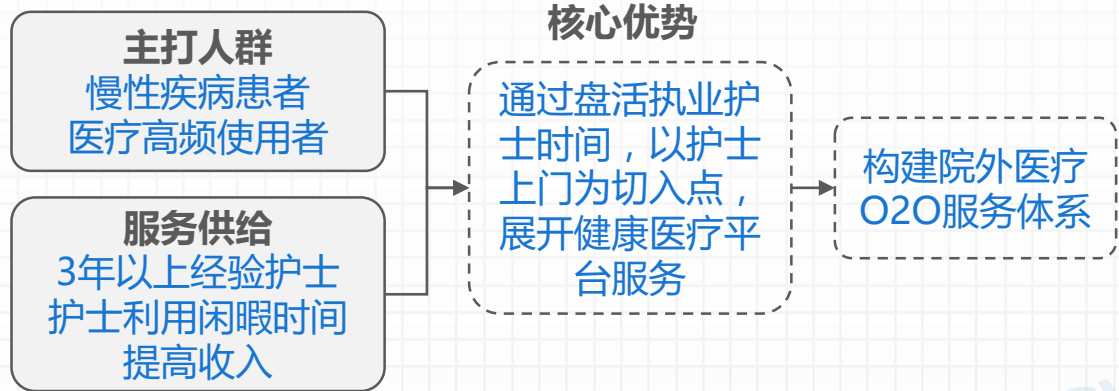 主打人群
慢性疾病患者
医疗高频使用者
服务供给
3年以上经验护士
护士利用闲暇时间
提高收入
核心优势
通过盘活执业护
士时间，以护士
上门为切入点，
展开健康医疗平
台服务
构建院外医疗
O2O服务体系